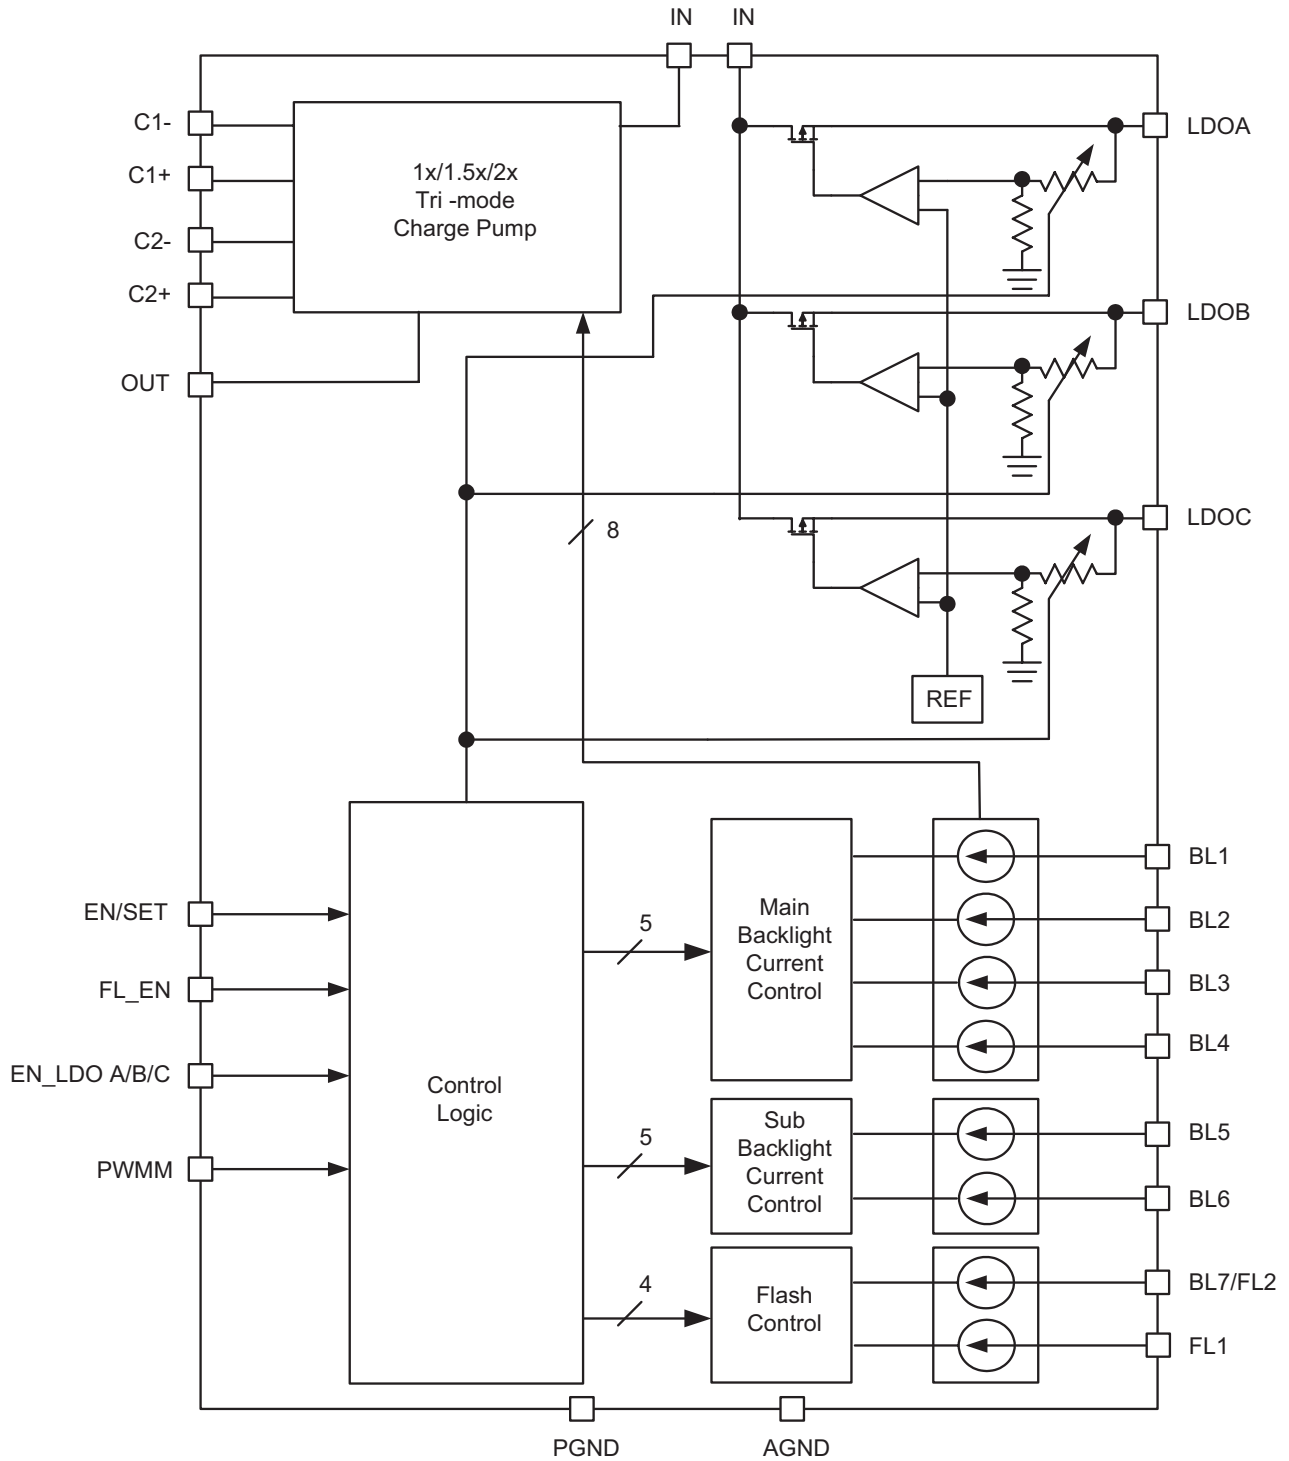 IN
IN
C1-
C1+
C2-
C2+
OUT
1x/1.5x/2x
Tri -mode
Charge Pump
LDOA
LDOB
LDOC
8
REF
EN/SET
FL_EN
EN_LDO A/B/C
PWMM
Control
Logic
5
5
4
Main
Backlight
Current
Control
Sub
Backlight
Current
Control
Flash
Control
BL1
BL2
BL3
BL4
BL5
BL6
BL7/FL2
FL1
PGND
AGND